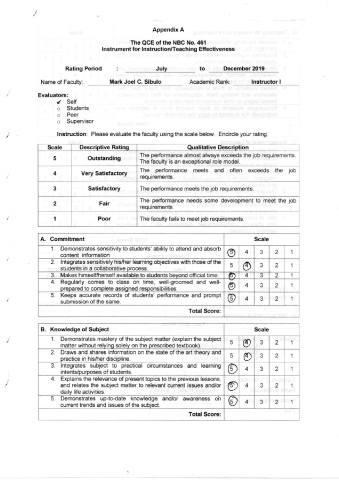 Appendix A
The QCE of the NBC No. 461
Instrument for Instruction/Teaching Effectiveness
Rating Period : July to December 2019
Name of Faculty: Mark Joel C. Sibulo Academic Rank: Instructor I
Evaluators:
✓ Self
o Students
o Peer
o Supervisor
Instruction: Please evaluate the faculty using the scale below. Encircle your rating.
Scale Descriptive Rating Qualitative Description
5 Outstanding The performance almost always exceeds the job requirements.
The faculty is an exceptional role model.
4 Very Satisfactory The performance meets and often exceeds the job
requirements.
3 Satisfactory The performance meets the job requirements.
2 Fair The performance needs some development to meet the job
requirements.
1 Poor The faculty fails to meet job requirements.
A. Commitment Scale
1. Demonstrates sensitivity to students' ability to attend and absorb
content information 5 4 3 2 1
2. Integrates sensitively his/her learning objectives with those of the
students in a collaborative process. 5 4 3 2 1
3. Makes himself/herself available to students beyond official time. 5 4 3 2 1
4. Regularly comes to class on time, well-groomed and well-
prepared to complete assigned responsibilities. 5 4 3 2 1
5. Keeps accurate records of students' performance and prompt
submission of the same. 5 4 3 2 1
Total Score:
B. Knowledge of Subject Scale
1. Demonstrates mastery of the subject matter (explain the subject
matter without relying solely on the prescribed textbook). 5 4 3 2 1
2. Draws and shares information on the state of the art theory and
practice in his/her discipline. 5 4 3 2 1
3. Integrates subject to practical circumstances and learning
intents/purposes of students. 5 4 3 2 1
4. Explains the relevance of present topics to the previous lessons,
and relates the subject matter to relevant current issues and/or
daily life activities. 5 4 3 2 1
5. Demonstrates up-to-date knowledge and/or awareness on
current trends and issues of the subject. 5 4 3 2 1
Total Score: